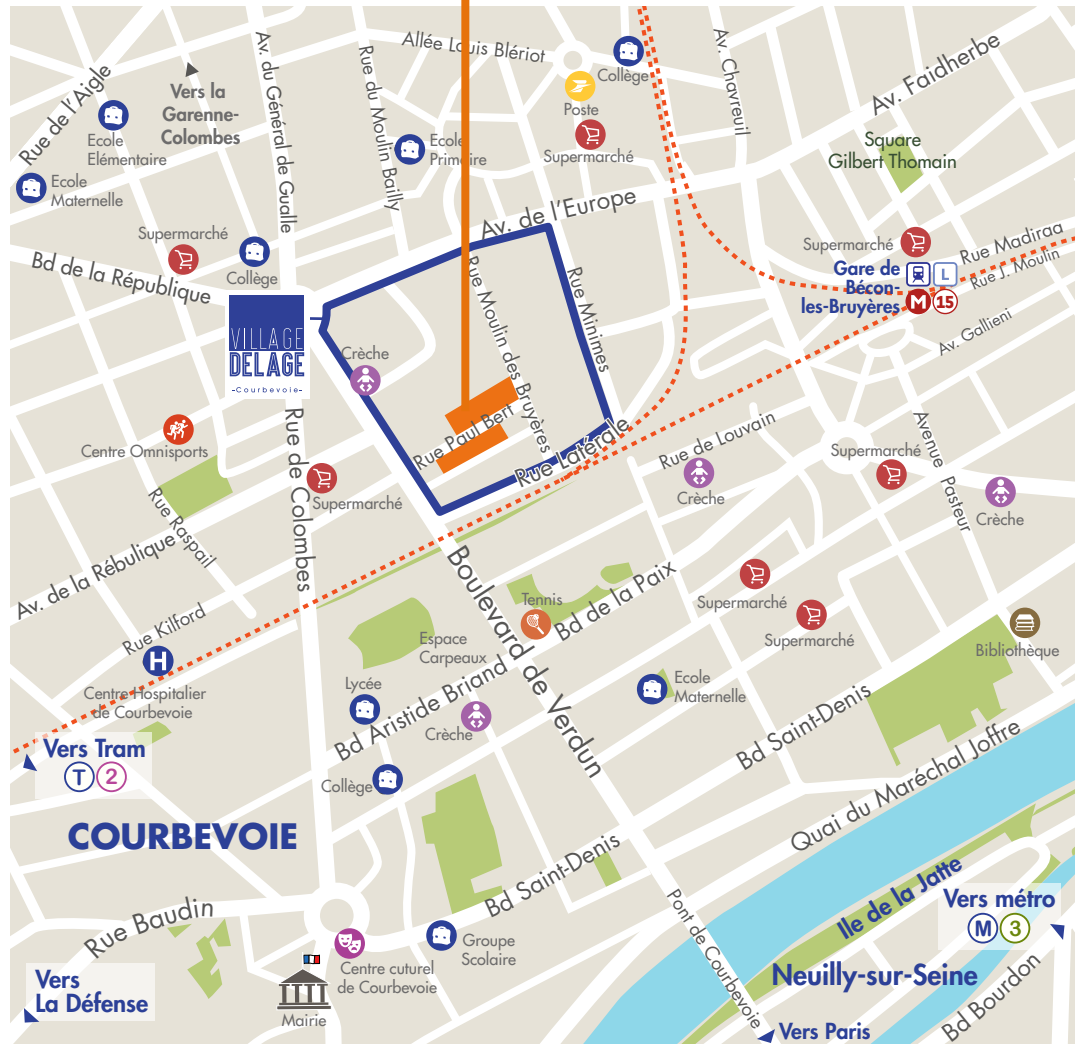 Allée Louis Blériot
Collège
Av. Chavreuil
Av. Faidherbe
Rue de l'Aigle
Vers la
Garenne-
Colombes
Av. du Général de Gualle
Rue du Moulin Bailly
Poste
Supermarché
Square
Gilbert Thomain
Ecole
Elémentaire
Ecole
Primaire
Ecole
Maternelle
Av. de l'Europe
Supermarché
Collège
Bd de la République
Supermarché
Rue Madiraa
Rue J. Moulin
Gare de
Bécon-
les-Bruyères
L
M 15
Av. Gallieni
VILLAGE
DELAGE
-Courbevoie-
Crèche
Rue Moulin des Bruyères
Rue Minimes
Rue Paul Bert
Rue Latérale
Centre Omnisports
Rue de Colombes
Supermarché
Rue Raspail
Rue de Louvain
Crèche
Supermarché
Avenue Pasteur
Crèche
Av. de la Rébulique
Boulevard de Verdun
Rue Kilford
H
Centre Hospitalier
de Courbevoie
Tennis
Bd de la Paix
Espace
Carpeaux
Supermarché
Supermarché
Bibliothèque
Lycée
Bd Aristide Briand
Crèche
Ecole
Maternelle
Bd Saint-Denis
Collège
Vers Tram
T 2
COURBEVOIE
Quai du Maréchal Joffre
Bd Saint-Denis
Rue Baudin
Pont de Courbevoie
Ile de la Jatte
Vers métro
M 3
Groupe
Scolaire
Centre cuturel
de Courbevoie
Mairie
Vers
La Défense
Neuilly-sur-Seine
Bd Bourdon
Vers Paris